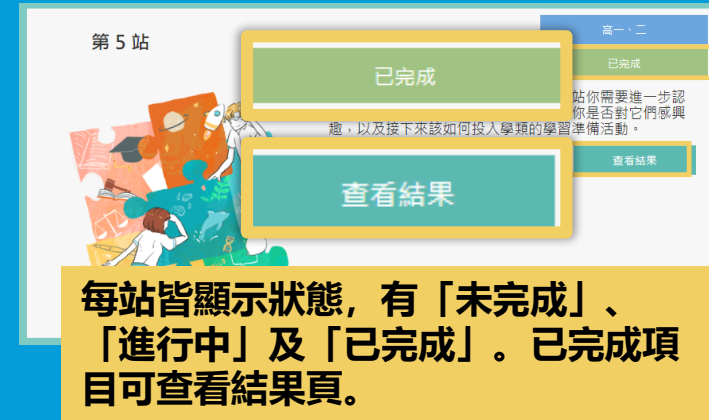 第 5 站
高一、二
已完成
已完成
站你需要進一步認
你是否對它們感興
趣，以及接下來該如何投入學類的學習準備活動。
查看結果
查看結果
每站皆顯示狀態，有「未完成」、
「進行中」及「已完成」。已完成項
目可查看結果頁。